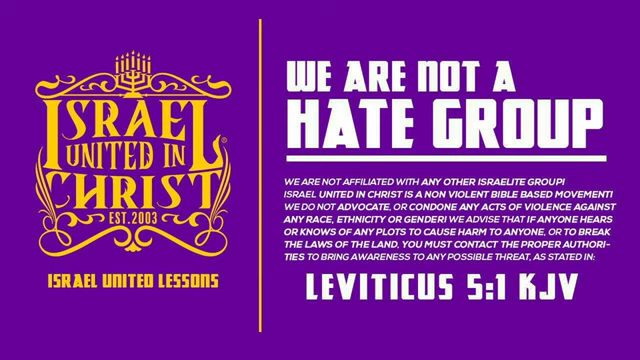 ISRAEL
UNITED IN
CHRIST
EST. 2003
ISRAEL UNITED LESSONS
WE ARE NOT A
HATE GROUP
WE ARE NOT AFFILIATED WITH ANY OTHER ISRAELITE GROUP!
ISRAEL UNITED IN CHRIST IS A NON VIOLENT BIBLE BASED MOVEMENT!
WE DO NOT ADVOCATE, OR CONDONE ANY ACTS OF VIOLENCE AGAINST
ANY RACE, ETHNICITY OR GENDER! WE ADVISE THAT IF ANYONE HEARS
OR KNOWS OF ANY PLOTS TO CAUSE HARM TO ANYONE, OR TO BREAK
THE LAWS OF THE LAND, YOU MUST CONTACT THE PROPER AUTHORI-
TIES TO BRING AWARENESS TO ANY POSSIBLE THREAT, AS STATED IN:
LEVITICUS 5:1 KJV